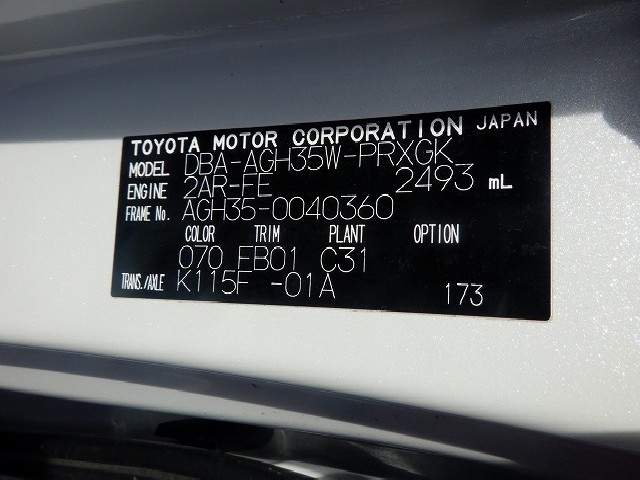 TOYOTA MOTOR CORPORATION JAPAN
MODEL DBA-AGH35W-PRXGK
ENGINE 2AR-FE 2493 mL
FRAME No. AGH35-0040360
COLOR TRIM PLANT OPTION
070 FB01 C31
TRANS./AXLE K115F -01A
173